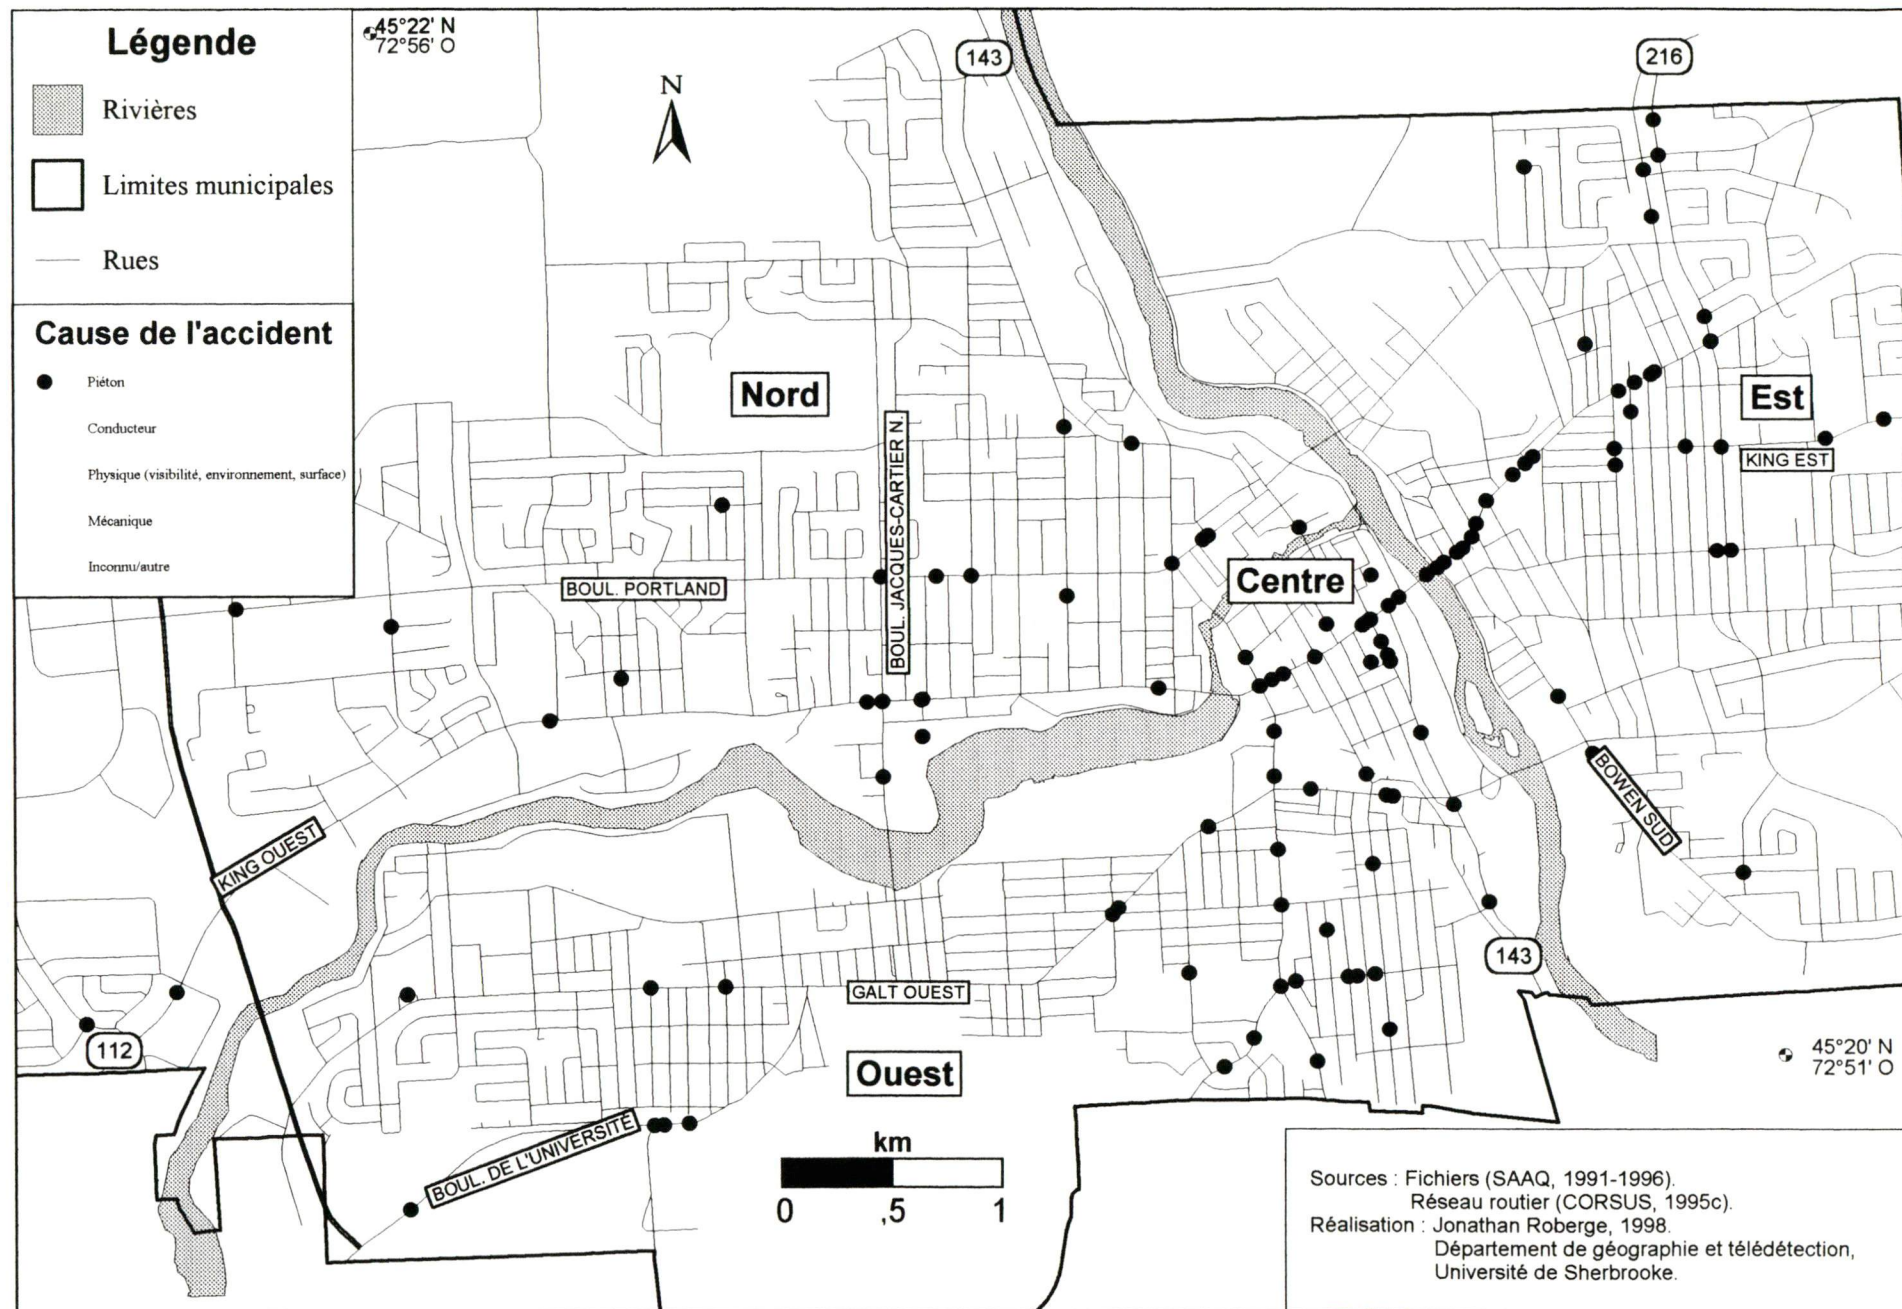 Légende
Rivières
Limites municipales
Rues
Cause de l'accident
Piéton
Conducteur
Physique (visibilité, environnement, surface)
Mécanique
Inconnu/autre
45°22' N
72°56' O
N
143
216
Nord
Est
BOUL. JACQUES-CARTIER N.
KING EST
BOUL. PORTLAND
Centre
KING OUEST
BOWEN SUD
143
GALT OUEST
112
45°20' N
72°51' O
Ouest
BOUL. DE L'UNIVERSITÉ
km
0 ,5 1
Sources : Fichiers (SAAQ, 1991-1996).
Réseau routier (CORSUS, 1995c).
Réalisation : Jonathan Roberge, 1998.
Département de géographie et télédétection,
Université de Sherbrooke.